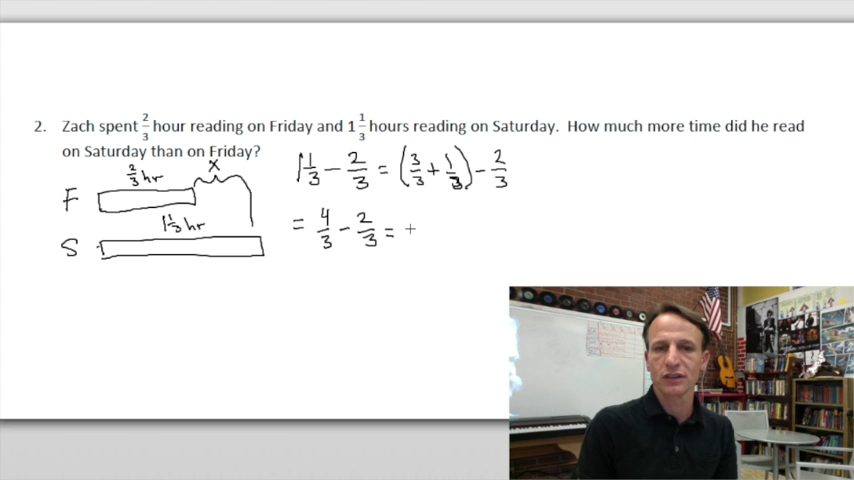 2. Zach spent 2/3 hour reading on Friday and 1 1/3 hours reading on Saturday. How much more time did he read
on Saturday than on Friday?
2/3 hr
x
F
1 1/3 hr
S
1 1/3 - 2/3 = (3/3 + 1/3) - 2/3
= 4/3 - 2/3 =